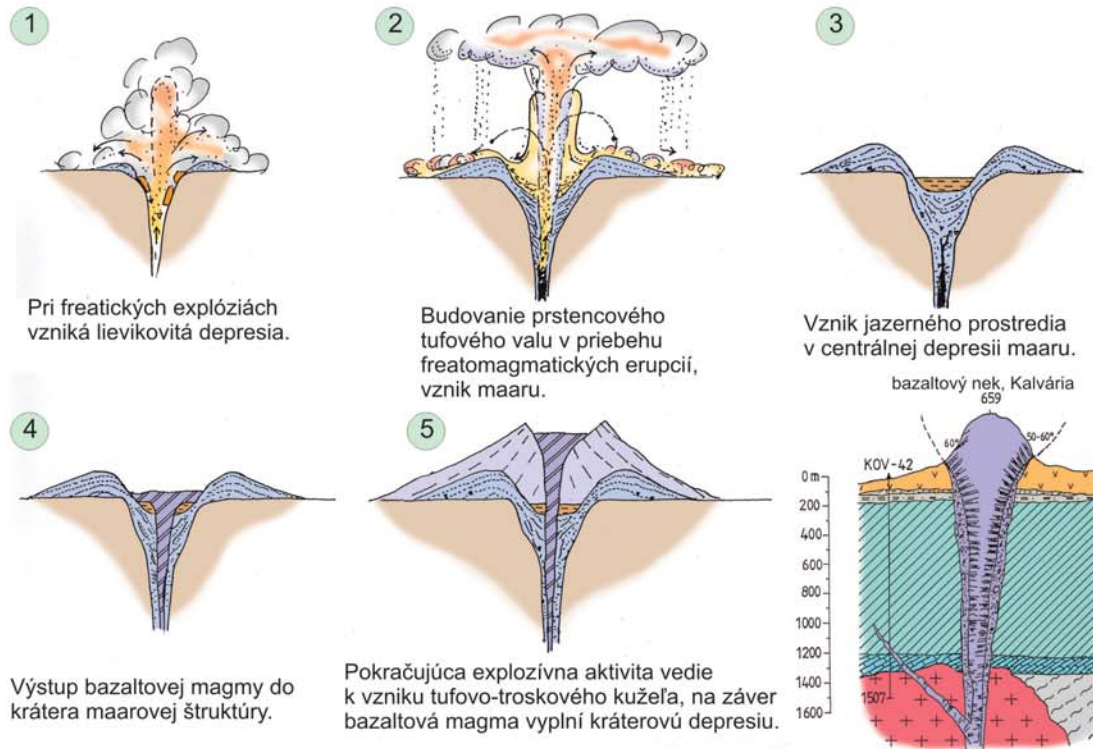 1
Pri freatických explóziách
vzniká lievikovitá depresia.
2
Budovanie prstencového
tufového valu v priebehu
freatomagmatických erupcií,
vznik maaru.
3
Vznik jazerného prostredia
v centrálnej depresii maaru.
4
Výstup bazaltovej magmy do
krátera maarovej štruktúry.
5
Pokračujúca explozívna aktivita vedie
k vzniku tufovo-troskového kužeľa, na záver
bazaltová magma vyplní kráterovú depresiu.
bazaltový nek, Kalvária
659
60°
50-60°
KOV-42
0m
200
400
600
800
1000
1200
1400
1600
1507